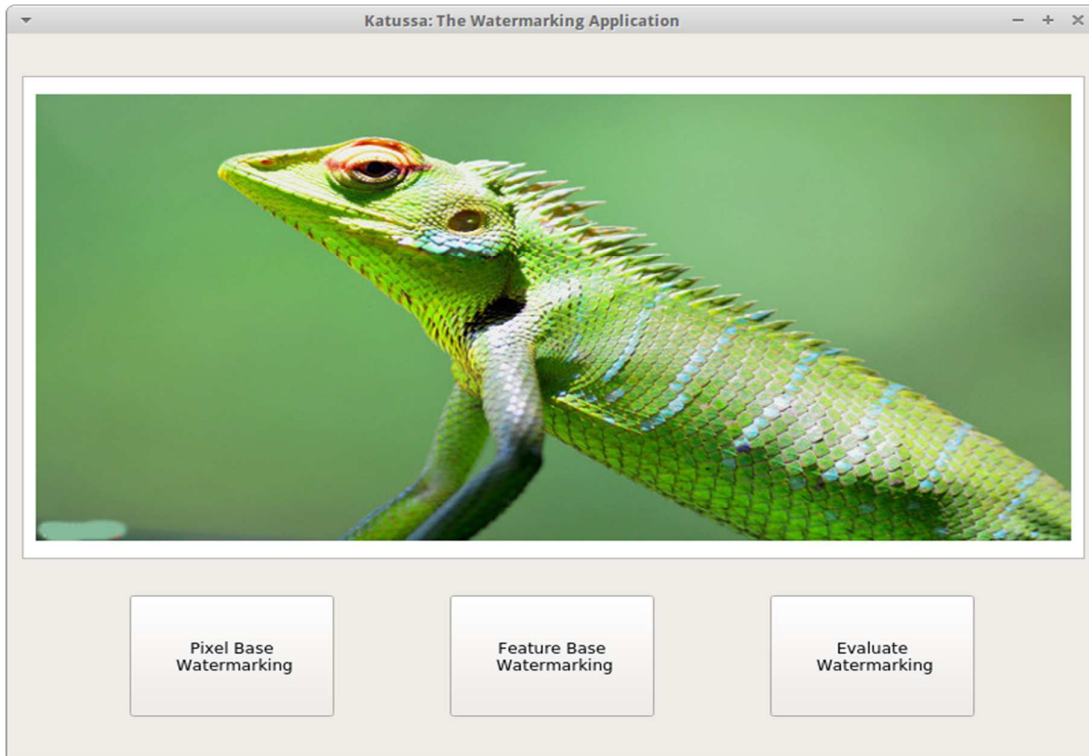 Katussa: The Watermarking Application
Pixel Base
Watermarking
Feature Base
Watermarking
Evaluate
Watermarking